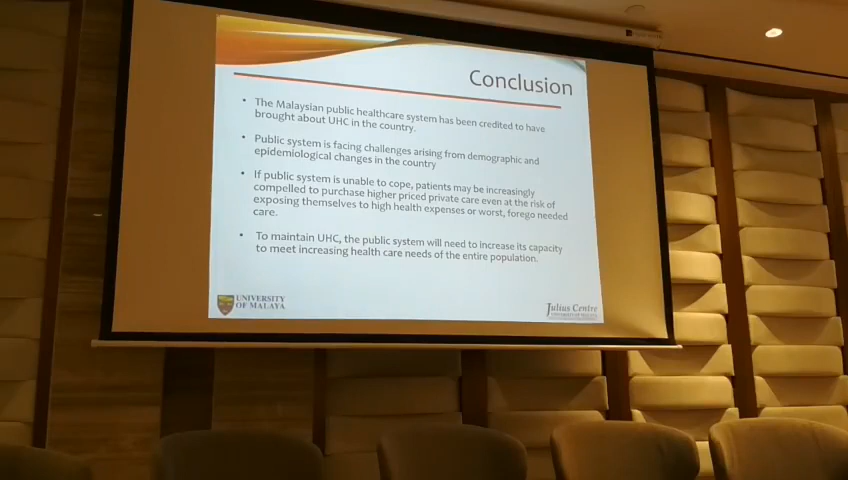 Conclusion
• The Malaysian public healthcare system has been credited to have
brought about UHC in the country.
• Public system is facing challenges arising from demographic and
epidemiological changes in the country
• If public system is unable to cope, patients may be increasingly
compelled to purchase higher priced private care even at the risk of
exposing themselves to high health expenses or worst, forego needed
care.
• To maintain UHC, the public system will need to increase its capacity
to meet increasing health care needs of the entire population.
UNIVERSITY
OF MALAYA
Julius Centre